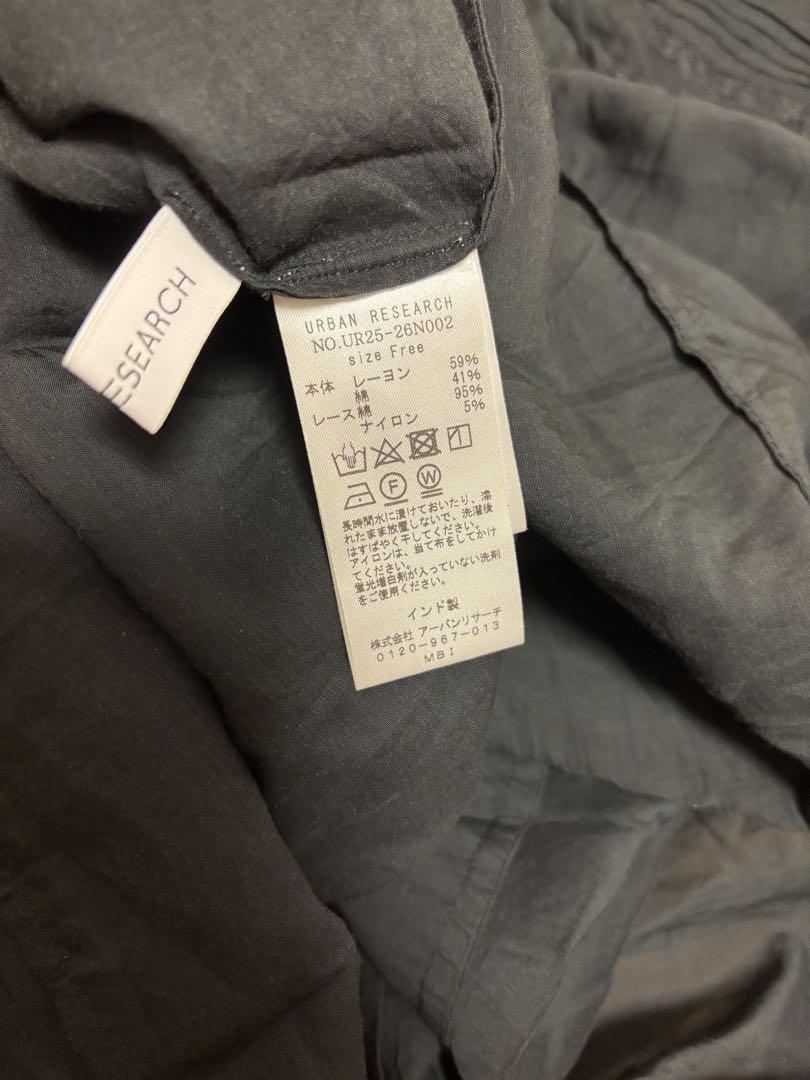 ESEARCH
URBAN RESEARCH
NO.UR25-26N002
size Free
本体 レーヨン 59%
綿 41%
レース綿 95%
ナイロン 5%
F W
長時間水に漬けておいたり、濡
れたまま放置しないで、洗濯後
はすばやく干してください。
アイロンは、当て布をしてかけ
てください。
蛍光増白剤が入っていない洗剤
をご使用ください。
インド製
株式会社 アーバンリサーチ
0120-967-013
MBI